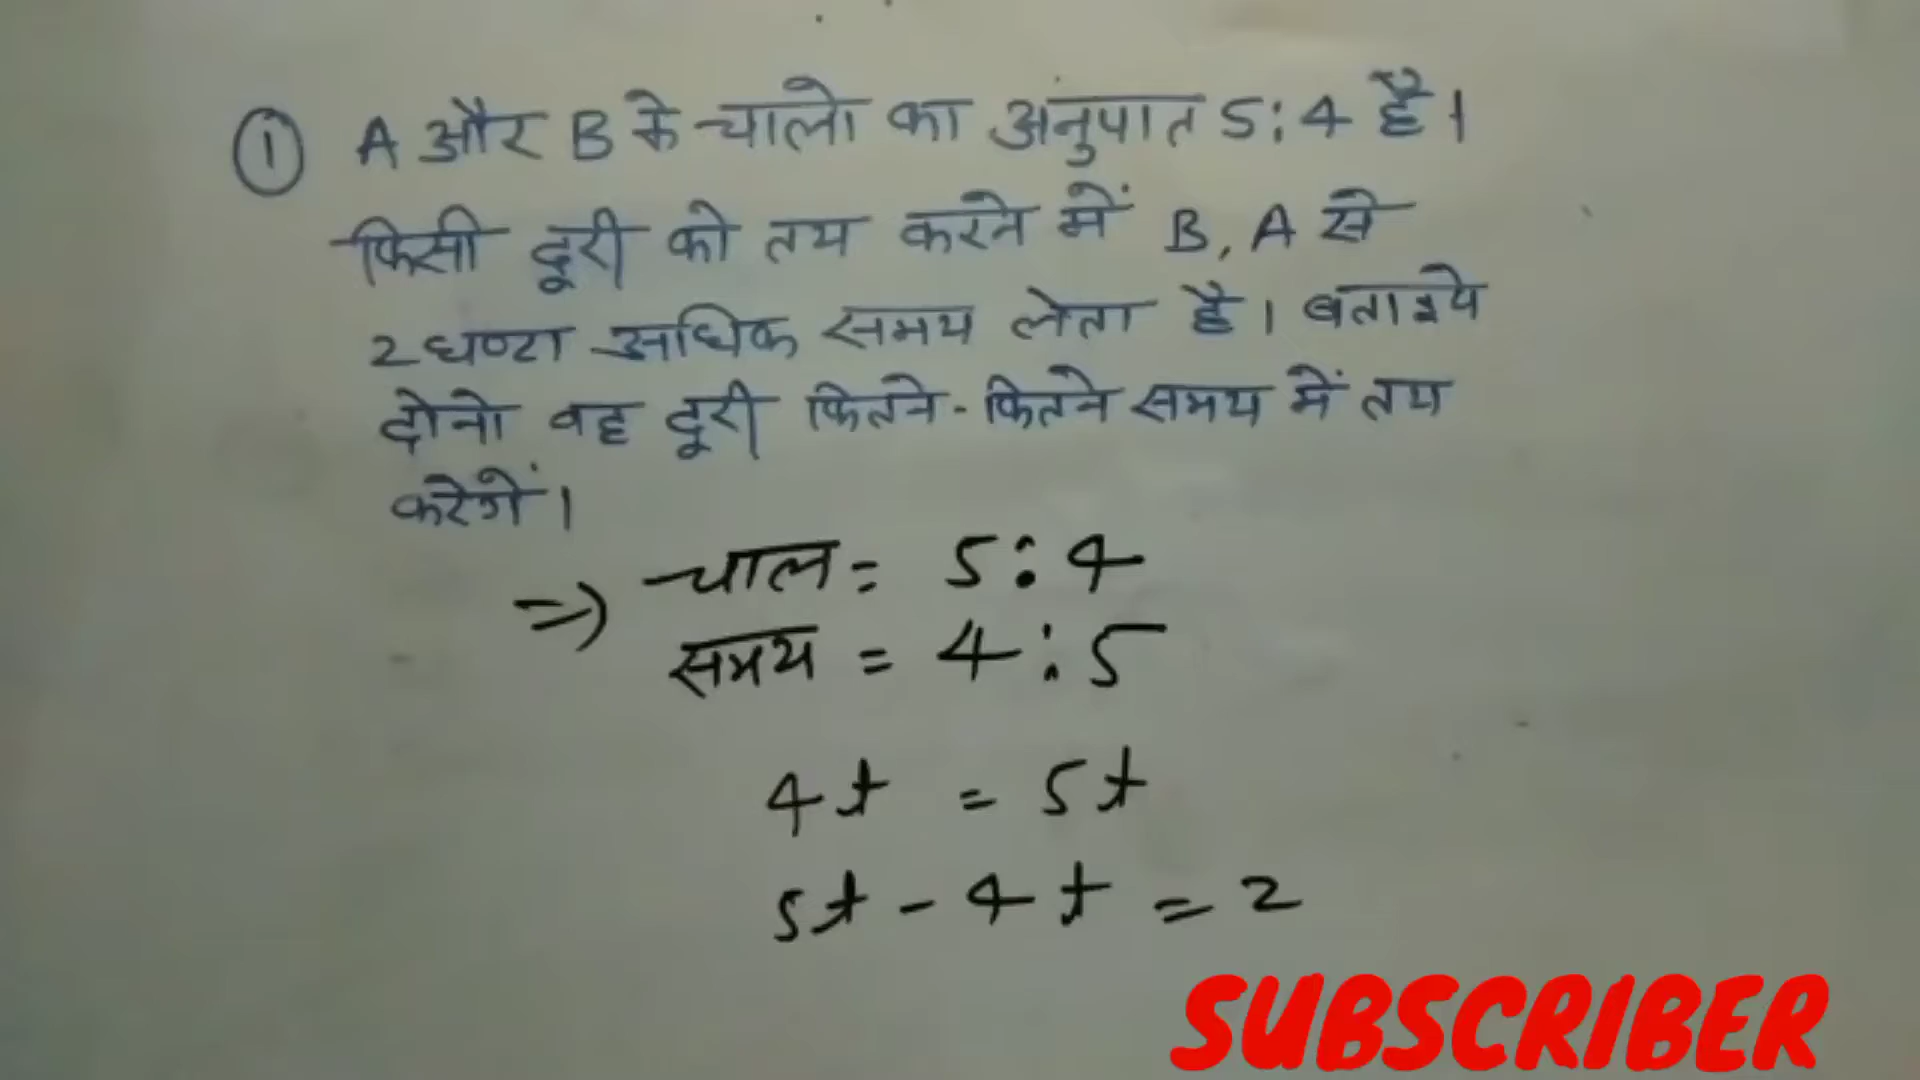 ① A और B के चालो का अनुपात 5:4 है।
किसी दूरी को तय करने में B, A से
2 घण्टा अधिक समय लेता है। बताइये
दोनो वह दूरी कितने-कितने समय में तय
करेगें।
⇒ चाल = 5:4
समय = 4:5
4t = 5t
5t - 4t = 2
SUBSCRIBER